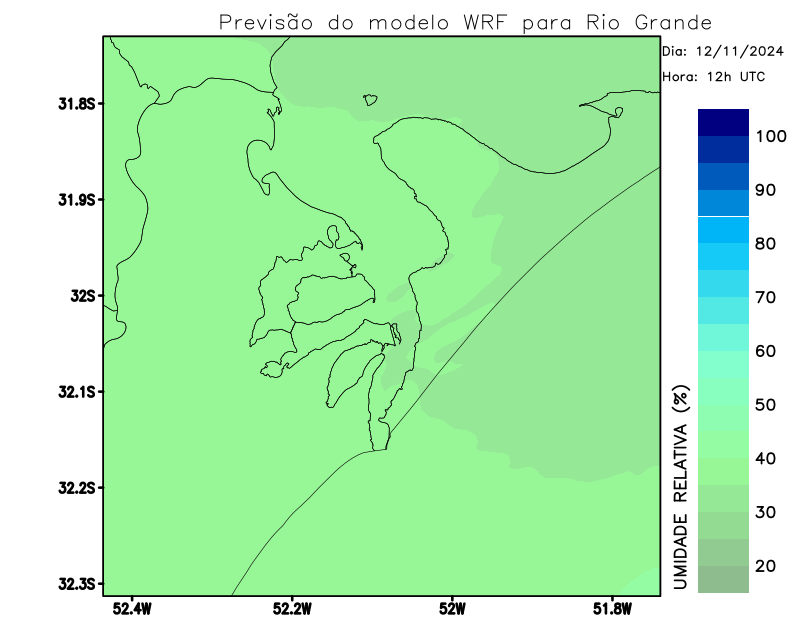 Previsão do modelo WRF para Rio Grande
Dia: 12/11/2024
Hora: 12h UTC
31.8S
31.9S
32S
32.1S
32.2S
32.3S
52.4W
52.2W
52W
51.8W
UMIDADE RELATIVA (%)
100
90
80
70
60
50
40
30
20